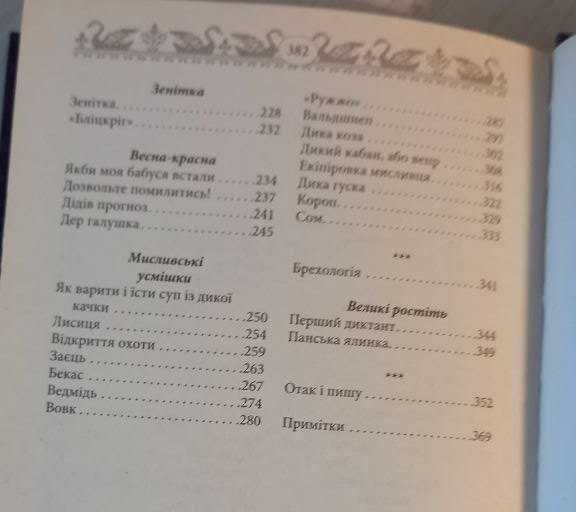 382
Зенітка
Зенітка. . . . . . . . . . . . . . . . . . . . .228
«Бліцкріг». . . . . . . . . . . . . . . . . .232
Весна-красна
Якби моя бабуся встали . . . . . .234
Дозвольте помилитись! . . . . . .237
Дідів прогноз. . . . . . . . . . . . . . .241
Дер галушка. . . . . . . . . . . . . . . .245
Мисливські
усмішки
Як варити і їсти суп із дикої
качки . . . . . . . . . . . . . . . . . . .250
Лисиця . . . . . . . . . . . . . . . . . . . .254
Відкриття охоти . . . . . . . . . . . .259
Заєць . . . . . . . . . . . . . . . . . . . . .263
Бекас . . . . . . . . . . . . . . . . . . . . .267
Ведмідь . . . . . . . . . . . . . . . . . . .274
Вовк . . . . . . . . . . . . . . . . . . . . . .280
«Ружжо» . . . . . . . . . . . . . . . . . .287
Вальдшнеп . . . . . . . . . . . . . . . .297
Дика коза . . . . . . . . . . . . . . . . .302
Дикий кабан, або вепр . . . . . . .308
Екіпіровка мисливця. . . . . . . . .316
Дика гуска . . . . . . . . . . . . . . . . .322
Короп. . . . . . . . . . . . . . . . . . . . .329
Сом. . . . . . . . . . . . . . . . . . . . . . .333
***
Брехологія . . . . . . . . . . . . . . . . .341
Великі ростіть
Перший диктант. . . . . . . . . . . . .344
Панська ялинка. . . . . . . . . . . . . .349
***
Отак і пишу . . . . . . . . . . . . . . . .352
Примітки . . . . . . . . . . . . . . . . . .369